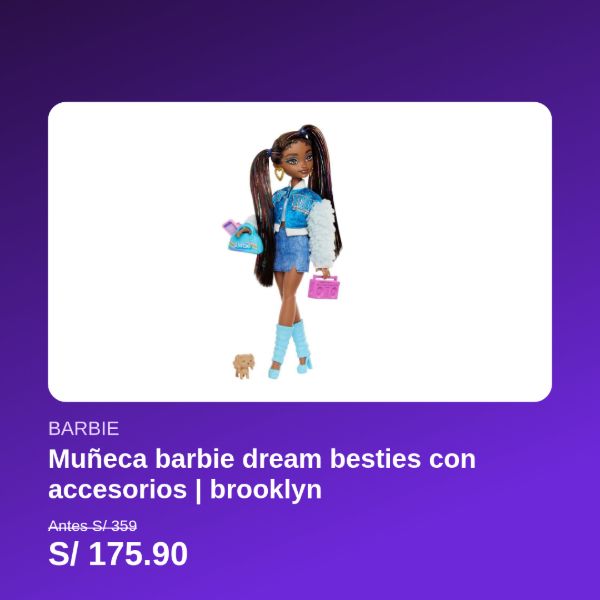 BARBIE
Muñeca barbie dream besties con
accesorios | brooklyn
Antes S/ 359
S/ 175.90